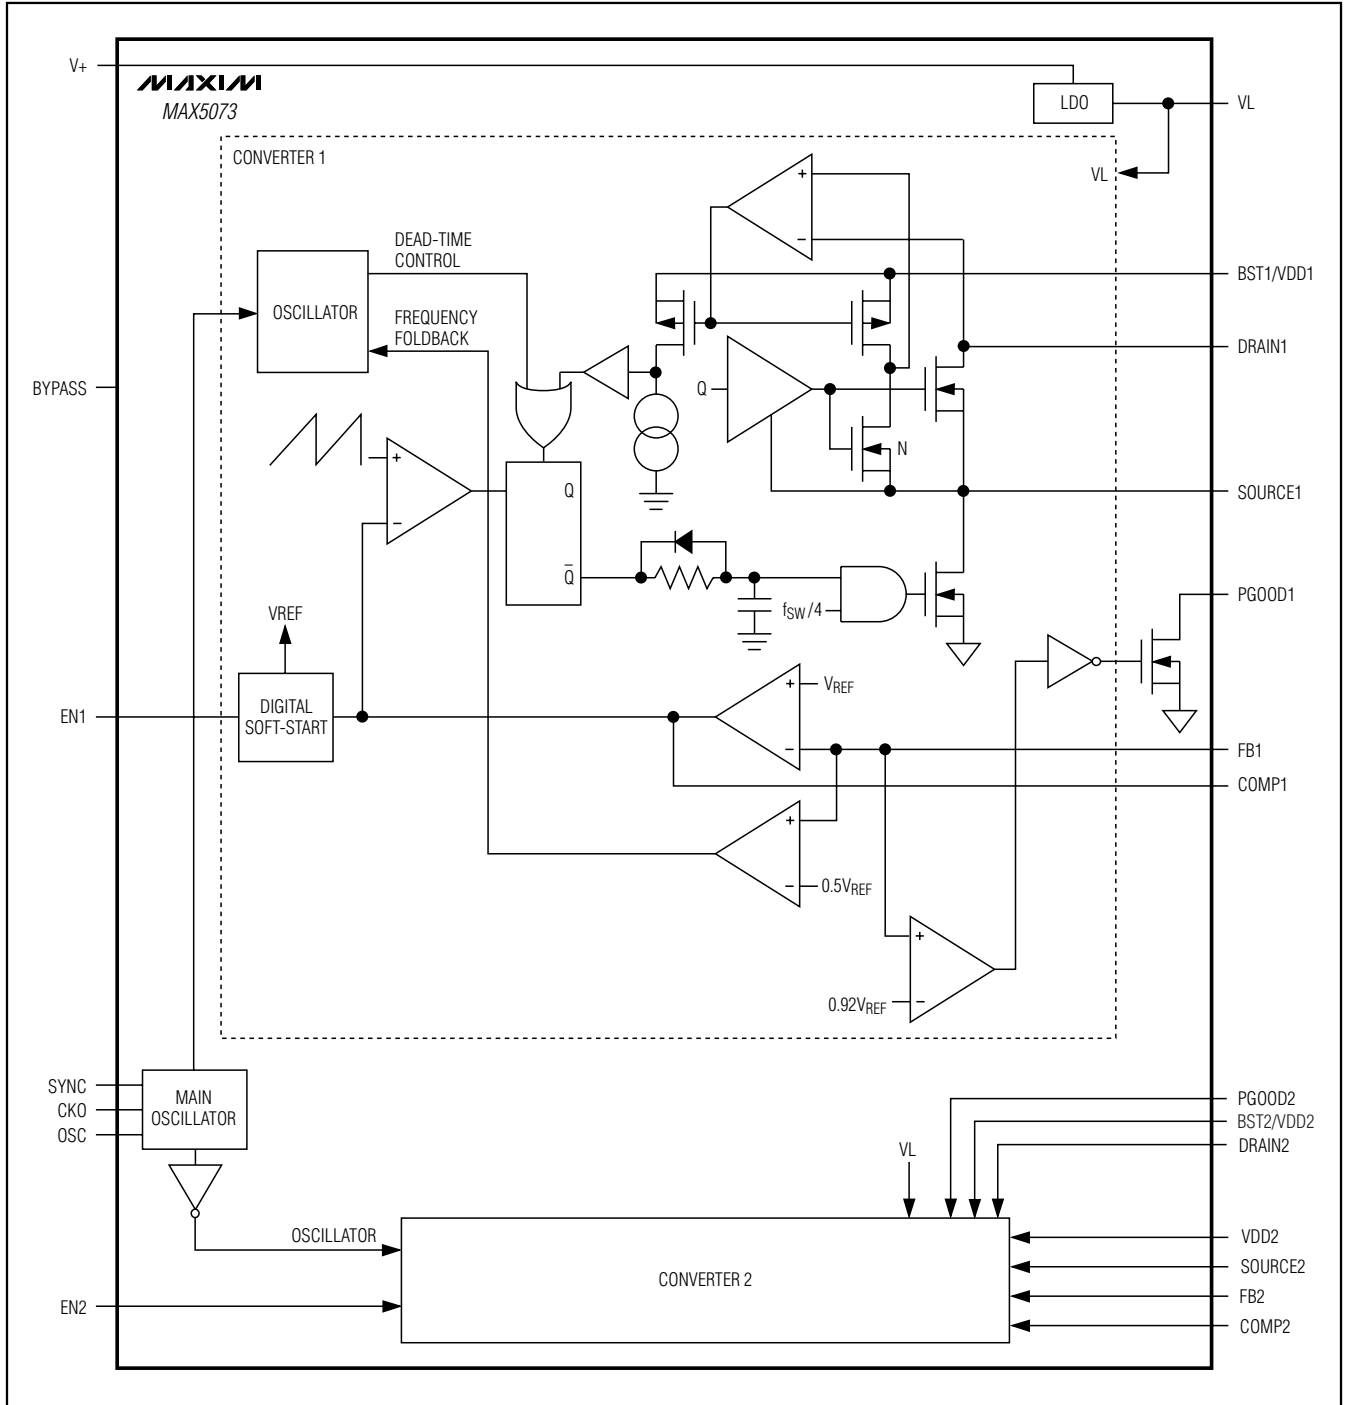 V+
MAXIM
MAX5073
LDO
VL
CONVERTER 1
VL
DEAD-TIME
CONTROL
OSCILLATOR
FREQUENCY
FOLDBACK
+
−
BST1/VDD1
DRAIN1
BYPASS
Q
N
+
−
Q
Q̅
SOURCE1
fSW/4
PGOOD1
VREF
DIGITAL
SOFT-START
EN1
+
VREF
−
FB1
COMP1
+
−
0.5VREF
+
−
0.92VREF
SYNC
CKO
OSC
MAIN
OSCILLATOR
PGOOD2
BST2/VDD2
DRAIN2
VL
OSCILLATOR
CONVERTER 2
VDD2
SOURCE2
EN2
FB2
COMP2